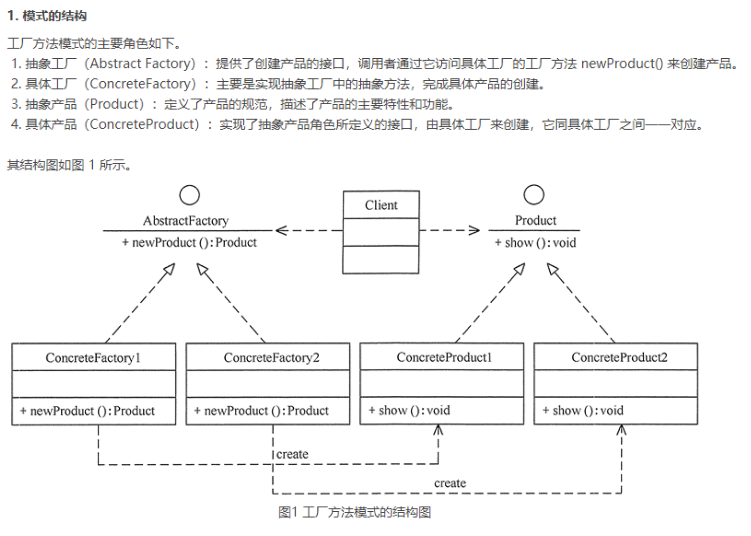 1. 模式的结构
工厂方法模式的主要角色如下。
1. 抽象工厂（Abstract Factory）：提供了创建产品的接口，调用者通过它访问具体工厂的工厂方法 newProduct() 来创建产品。
2. 具体工厂（ConcreteFactory）：主要是实现抽象工厂中的抽象方法，完成具体产品的创建。
3. 抽象产品（Product）：定义了产品的规范，描述了产品的主要特性和功能。
4. 具体产品（ConcreteProduct）：实现了抽象产品角色所定义的接口，由具体工厂来创建，它同具体工厂之间一一对应。
其结构图如图 1 所示。
Client
AbstractFactory
+ newProduct ():Product
Product
+ show ():void
ConcreteFactory1
+ newProduct ():Product
ConcreteFactory2
+ newProduct ():Product
ConcreteProduct1
+ show ():void
ConcreteProduct2
+ show ():void
create
create
图1 工厂方法模式的结构图